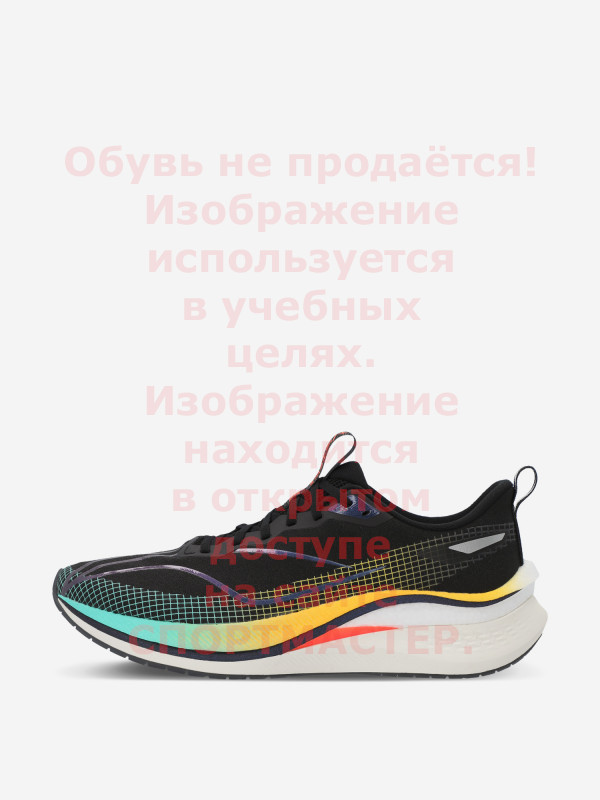 Обувь не продаётся!
Изображение
используется
в учебных
целях.
Изображение
находится
в открытом
доступе
на сайте
СПОРТМАСТЕР.